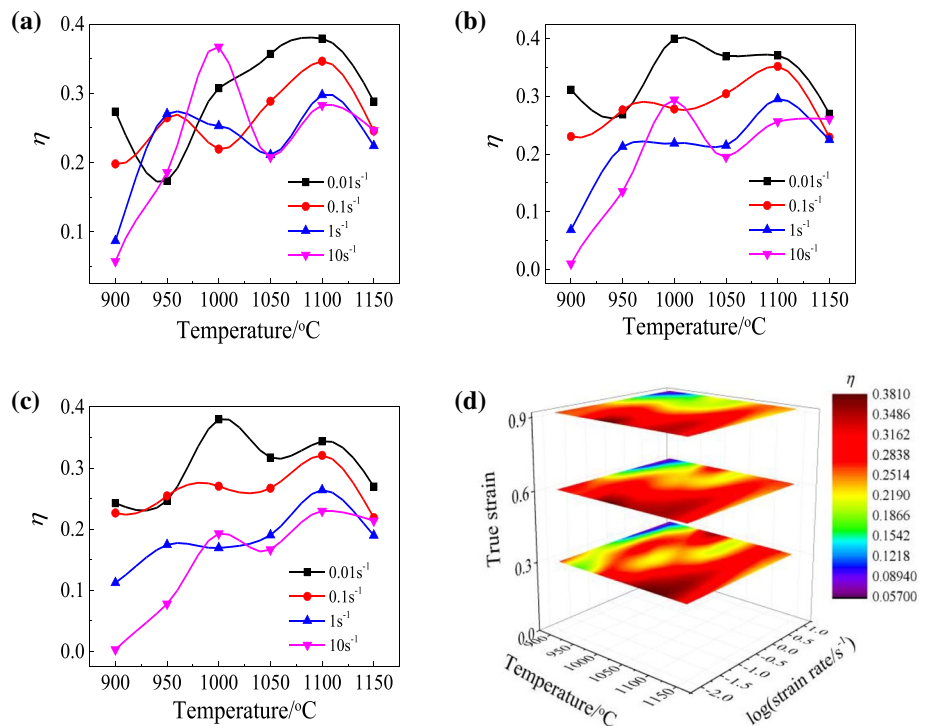 (a)
0.4
0.3
0.2
0.1
η
0.01s⁻¹
0.1s⁻¹
1s⁻¹
10s⁻¹
900 950 1000 1050 1100 1150
Temperature/°C
(b)
0.4
0.3
0.2
0.1
0.0
η
0.01s⁻¹
0.1s⁻¹
1s⁻¹
10s⁻¹
900 950 1000 1050 1100 1150
Temperature/°C
(c)
0.4
0.3
0.2
0.1
0.0
η
0.01s⁻¹
0.1s⁻¹
1s⁻¹
10s⁻¹
900 950 1000 1050 1100 1150
Temperature/°C
(d)
0.9
0.6
0.3
0.0
True strain
900
950
1000
1050
1100
1150
Temperature/°C
1.0
0.5
0.0
-0.5
-1.0
-1.5
-2.0
log(strain rate/s⁻¹)
η
0.3810
0.3486
0.3162
0.2838
0.2514
0.2190
0.1866
0.1542
0.1218
0.08940
0.05700